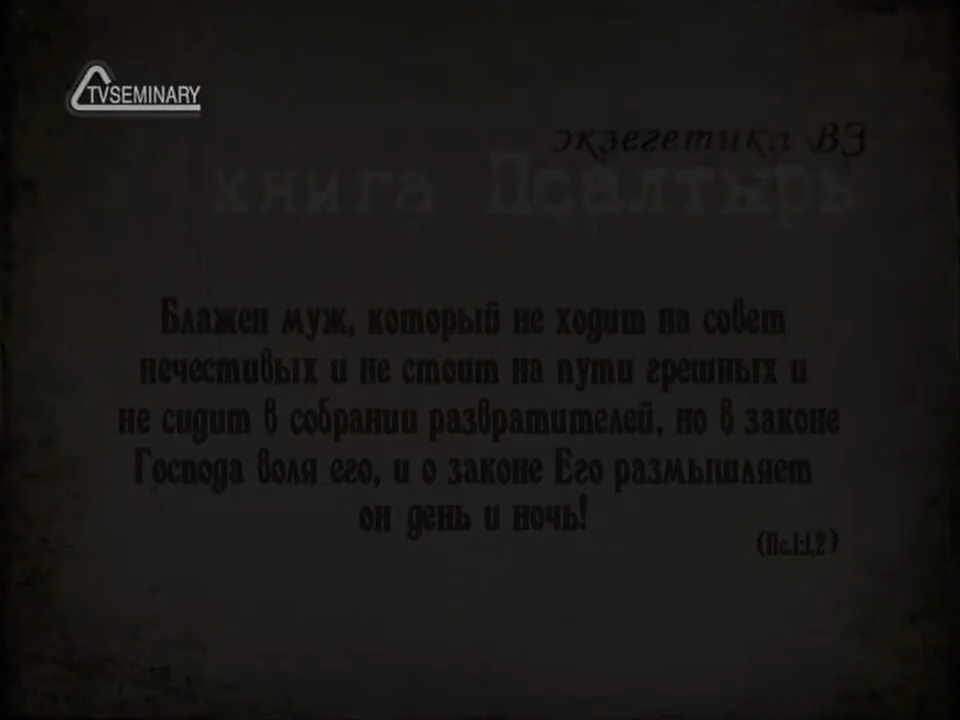 TVSEMINARY
экзегетика ВЗ
книга Псалтырь
Блажен муж, который не ходит на совет
нечестивых и не стоит на пути грешных и
не сидит в собрании развратителей, но в законе
Господа воля его, и о законе Его размышляет
он день и ночь!
(Пс.1:1,2)